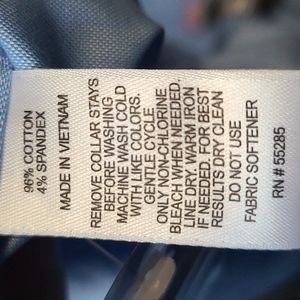 96% COTTON
4% SPANDEX
MADE IN VIETNAM
REMOVE COLLAR STAYS
BEFORE WASHING
MACHINE WASH COLD
WITH LIKE COLORS.
GENTLE CYCLE
ONLY NON-CHLORINE
BLEACH WHEN NEEDED.
LINE DRY. WARM IRON
IF NEEDED. FOR BEST
RESULTS DRY CLEAN
DO NOT USE
FABRIC SOFTENER
RN # 55285